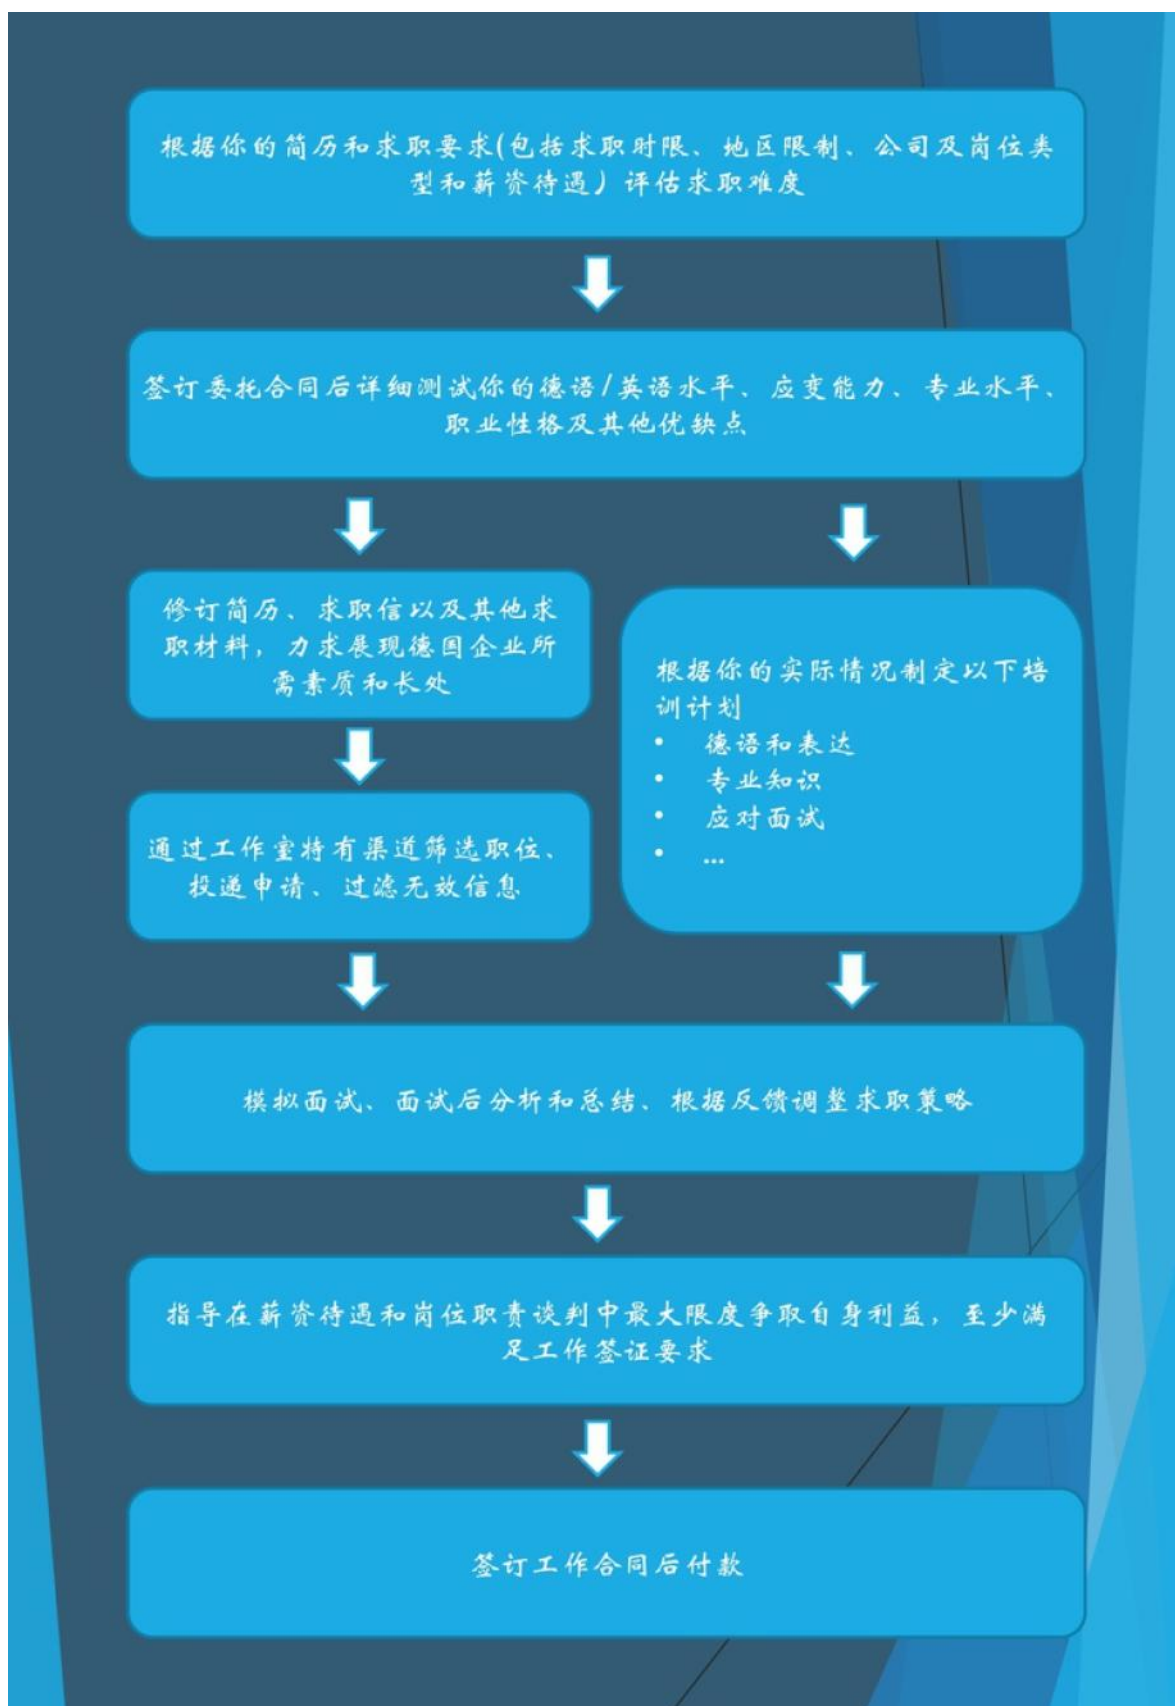 根据你的简历和求职要求(包括求职时限、地区限制、公司及岗位类
型和薪资待遇）评估求职难度
签订委托合同后详细测试你的德语/英语水平、应变能力、专业水平、
职业性格及其他优缺点
修订简历、求职信以及其他求
职材料，力求展现德国企业所
需素质和长处
通过工作室特有渠道筛选职位、
投递申请、过滤无效信息
根据你的实际情况制定以下培
训计划
• 德语和表达
• 专业知识
• 应对面试
• ...
模拟面试、面试后分析和总结、根据反馈调整求职策略
指导在薪资待遇和岗位职责谈判中最大限度争取自身利益，至少满
足工作签证要求
签订工作合同后付款